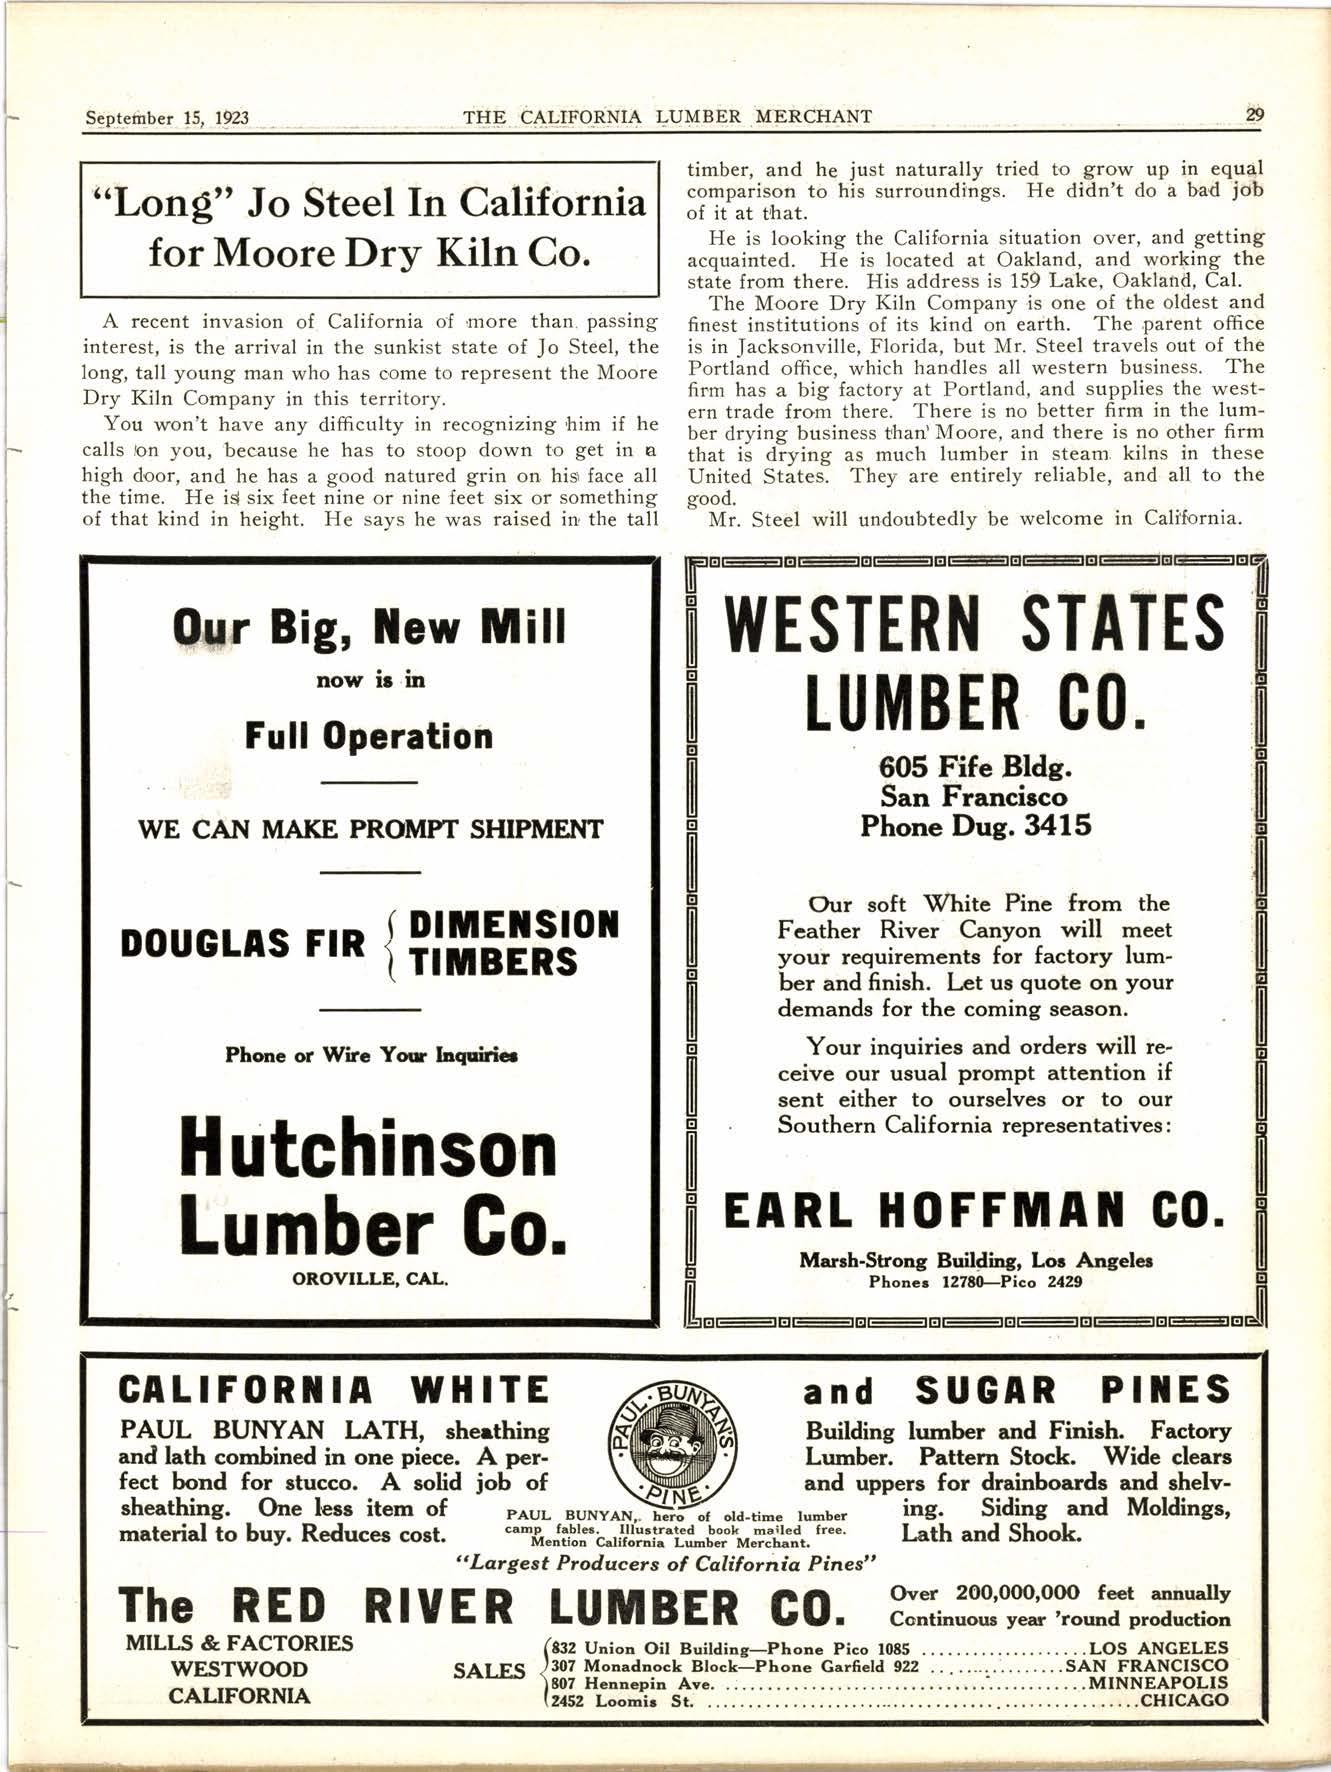 September 15, 1923 THE CALIFORNIA LUMBER MERCHANT 29
“Long” Jo Steel In California
for Moore Dry Kiln Co.
A recent invasion of California of more than passing
interest, is the arrival in the sunkist state of Jo Steel, the
long, tall young man who has come to represent the Moore
Dry Kiln Company in this territory.
You won't have any difficulty in recognizing him if he
calls on you, because he has to stoop down to get in a
high door, and he has a good natured grin on his face all
the time. He is six feet nine or nine feet six or something
of that kind in height. He says he was raised in the tall
timber, and he just naturally tried to grow up in equal
comparison to his surroundings. He didn't do a bad job
of it at that.
He is looking the California situation over, and getting
acquainted. He is located at Oakland, and working the
state from there. His address is 159 Lake, Oakland, Cal.
The Moore Dry Kiln Company is one of the oldest and
finest institutions of its kind on earth. The parent office
is in Jacksonville, Florida, but Mr. Steel travels out of the
Portland office, which handles all western business. The
firm has a big factory at Portland, and supplies the west-
ern trade from there. There is no better firm in the lum-
ber drying business than Moore, and there is no other firm
that is drying as much lumber in steam kilns in these
United States. They are entirely reliable, and all to the
good.
Mr. Steel will undoubtedly be welcome in California.
Our Big, New Mill
now is in
Full Operation
WE CAN MAKE PROMPT SHIPMENT
DOUGLAS FIR { DIMENSION
TIMBERS
Phone or Wire Your Inquiries
Hutchinson
Lumber Co.
OROVILLE, CAL.
WESTERN STATES
LUMBER CO.
605 Fife Bldg.
San Francisco
Phone Dug. 3415
Our soft White Pine from the
Feather River Canyon will meet
your requirements for factory lum-
ber and finish. Let us quote on your
demands for the coming season.
Your inquiries and orders will re-
ceive our usual prompt attention if
sent either to ourselves or to our
Southern California representatives:
EARL HOFFMAN CO.
Marsh-Strong Building, Los Angeles
Phones 12780—Pico 2429
CALIFORNIA WHITE and SUGAR PINES
PAUL BUNYAN LATH, sheathing
and lath combined in one piece. A per-
fect bond for stucco. A solid job of
sheathing. One less item of
material to buy. Reduces cost.
PAUL BUNYAN'S
PINE
PAUL BUNYAN, hero of old-time lumber
camp fables. Illustrated book mailed free.
Mention California Lumber Merchant.
Building lumber and Finish. Factory
Lumber. Pattern Stock. Wide clears
and uppers for drainboards and shelv-
ing. Siding and Moldings,
Lath and Shook.
“Largest Producers of California Pines”
The RED RIVER LUMBER CO.
Over 200,000,000 feet annually
Continuous year 'round production
MILLS & FACTORIES
WESTWOOD
CALIFORNIA
SALES
832 Union Oil Building—Phone Pico 1085 .................... LOS ANGELES
307 Monadnock Block—Phone Garfield 922 .................... SAN FRANCISCO
807 Hennepin Ave. .................... MINNEAPOLIS
2452 Loomis St. .................... CHICAGO